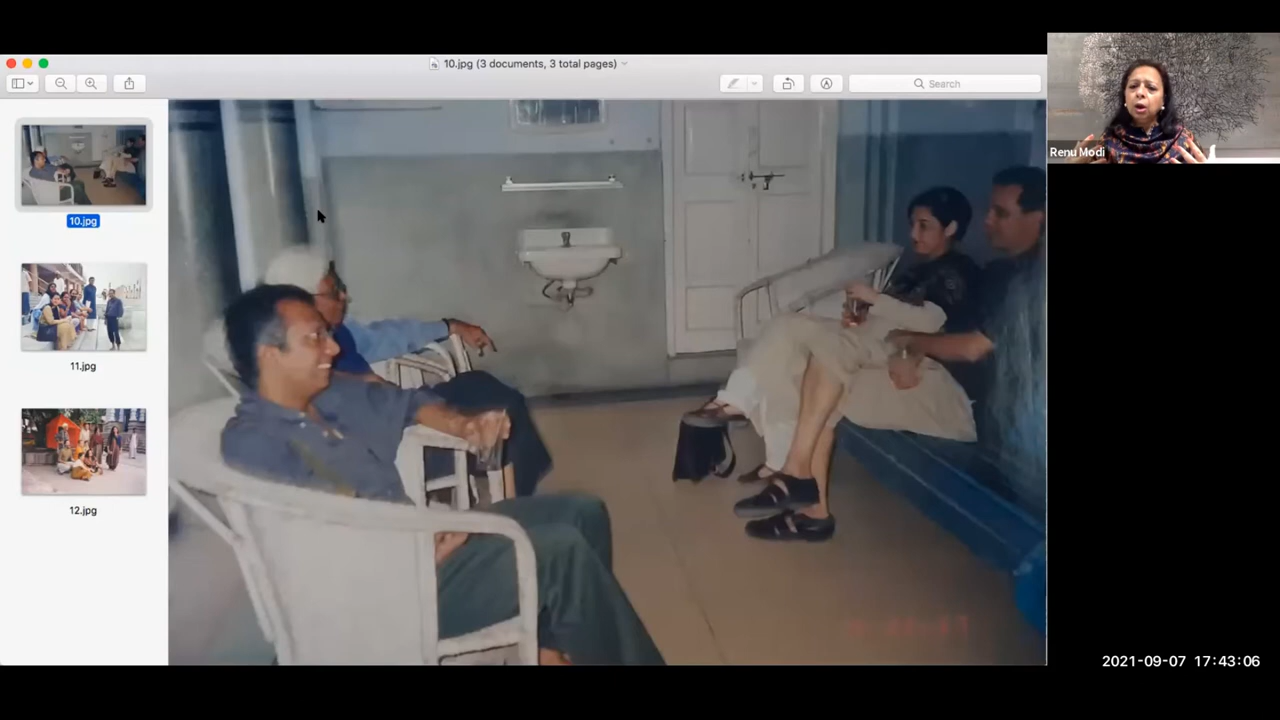 10.jpg (3 documents, 3 total pages)
Search
Renu Modi
10.jpg
11.jpg
12.jpg
2021-09-07 17:43:06